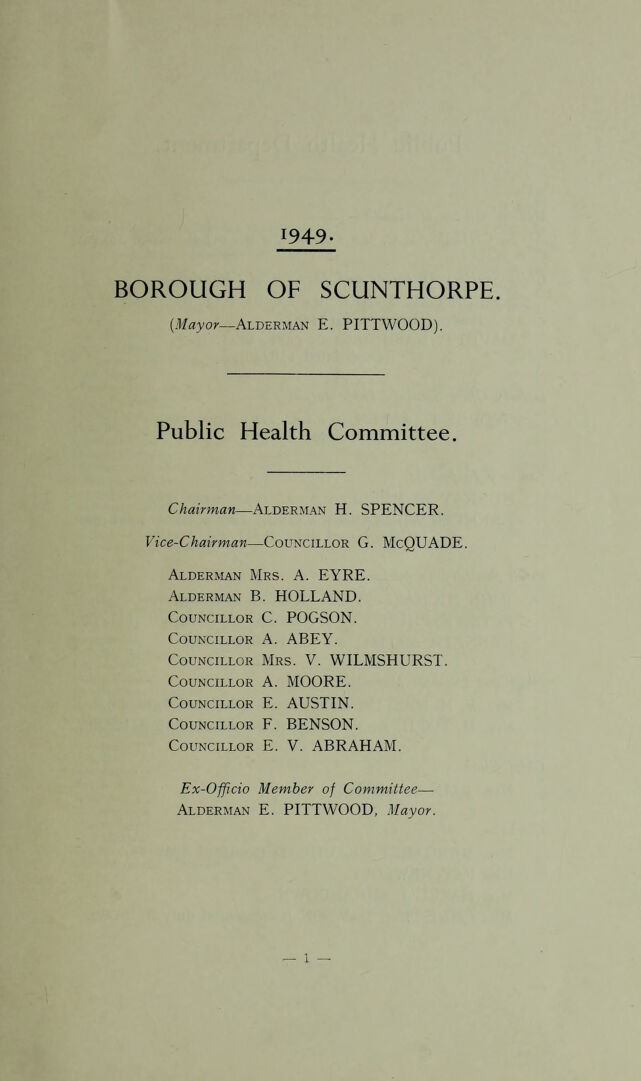 1949.
BOROUGH OF SCUNTHORPE.
(Mayor—Alderman E. PITTWOOD).
Public Health Committee.
Chairman—Alderman H. SPENCER.
Vice-Chairman—Councillor G. McQUADE.
Alderman Mrs. A. EYRE.
Alderman B. HOLLAND.
Councillor C. POGSON.
Councillor A. ABEY.
Councillor Mrs. V. WILMSHURST.
Councillor A. MOORE.
Councillor E. AUSTIN.
Councillor F. BENSON.
Councillor E. V. ABRAHAM.
Ex-Officio Member of Committee—
Alderman E. PITTWOOD, Mayor.
— 1 —